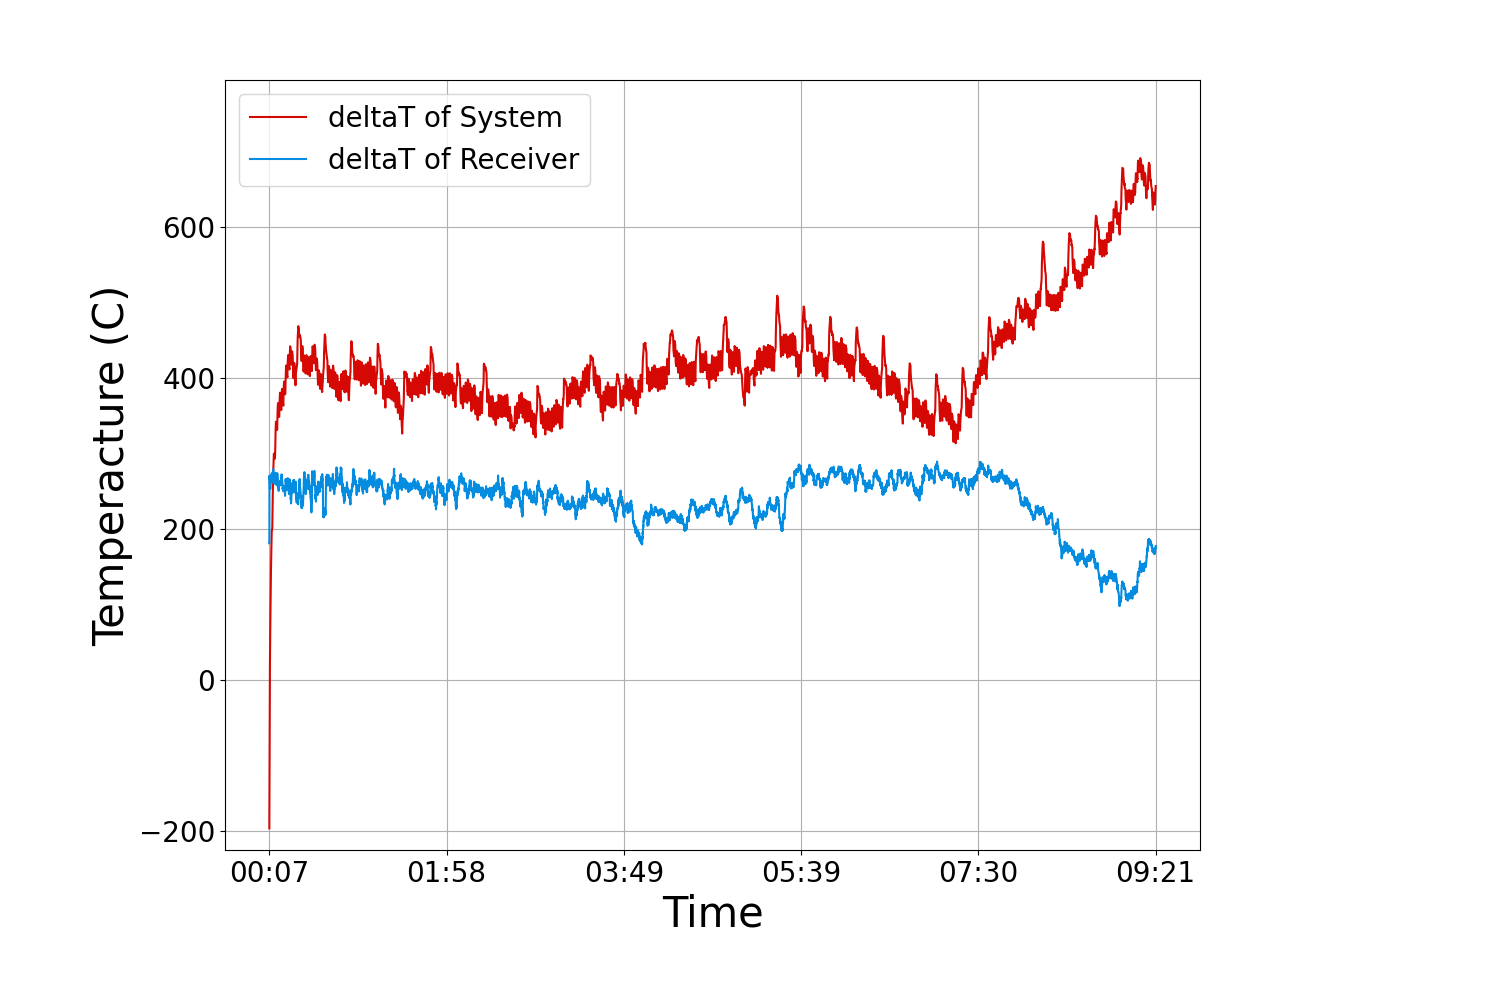 deltaT of System
deltaT of Receiver
600
400
200
0
−200
Temperacture (C)
00:07 01:58 03:49 05:39 07:30 09:21
Time